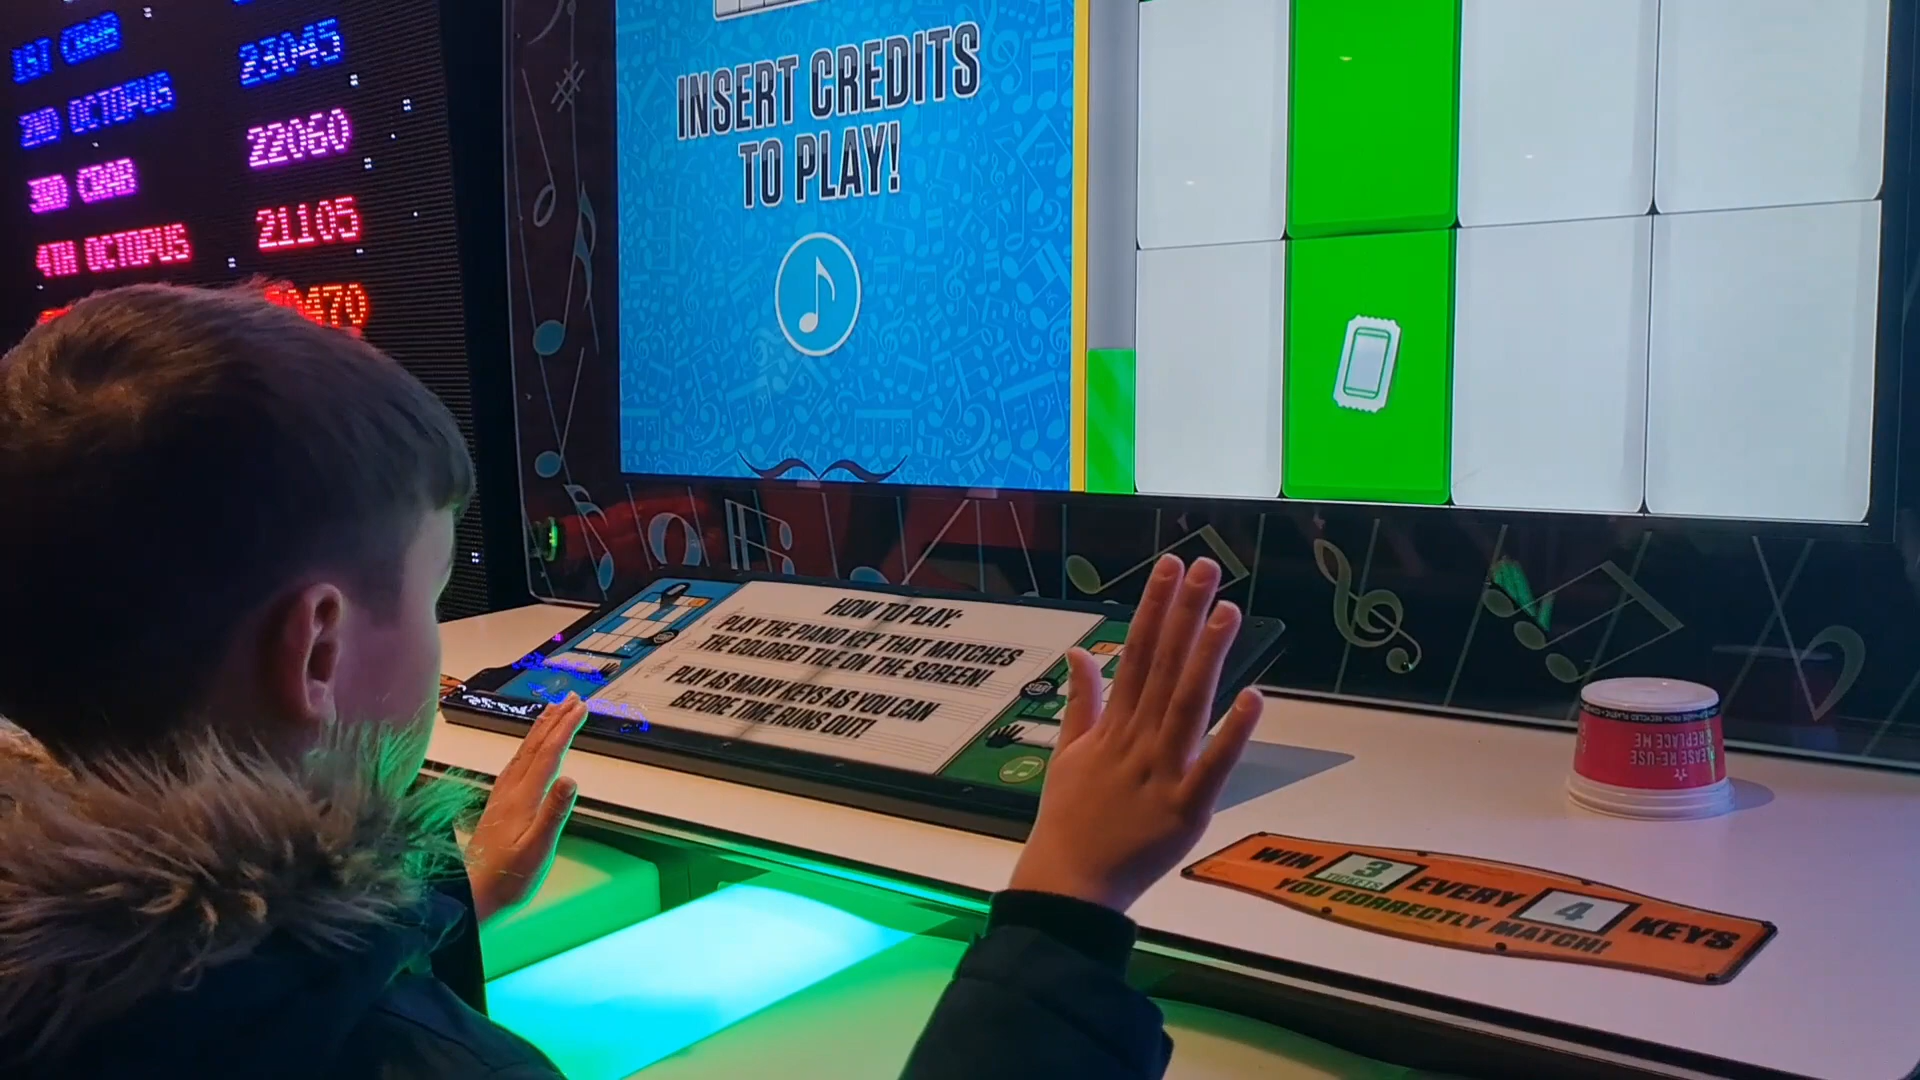 1ST CRAB 23045
2ND OCTOPUS 22060
3RD CRAB 21105
4TH OCTOPUS
INSERT CREDITS
TO PLAY!
HOW TO PLAY:
PLAY THE PIANO KEY THAT MATCHES
THE COLORED TILE ON THE SCREEN!
PLAY AS MANY KEYS AS YOU CAN
BEFORE TIME RUNS OUT!
REPLACE ME
WIN 3 TICKETS EVERY 4 KEYS
YOU CORRECTLY MATCH!